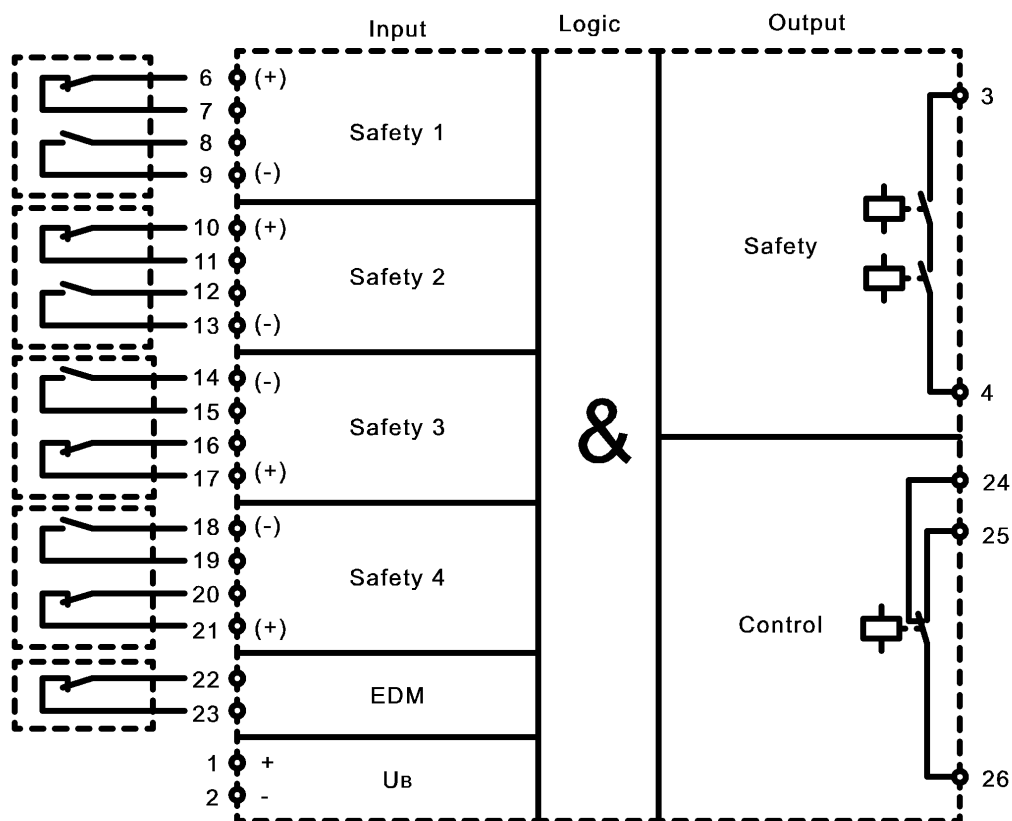 Input Logic Output
6 (+)
7
8
9 (-)
Safety 1
10 (+)
11
12
13 (-)
Safety 2
14 (-)
15
16
17 (+)
Safety 3
18 (-)
19
20
21 (+)
Safety 4
22
23
EDM
1 +
2 -
UB
&
3
Safety
4
24
25
Control
26